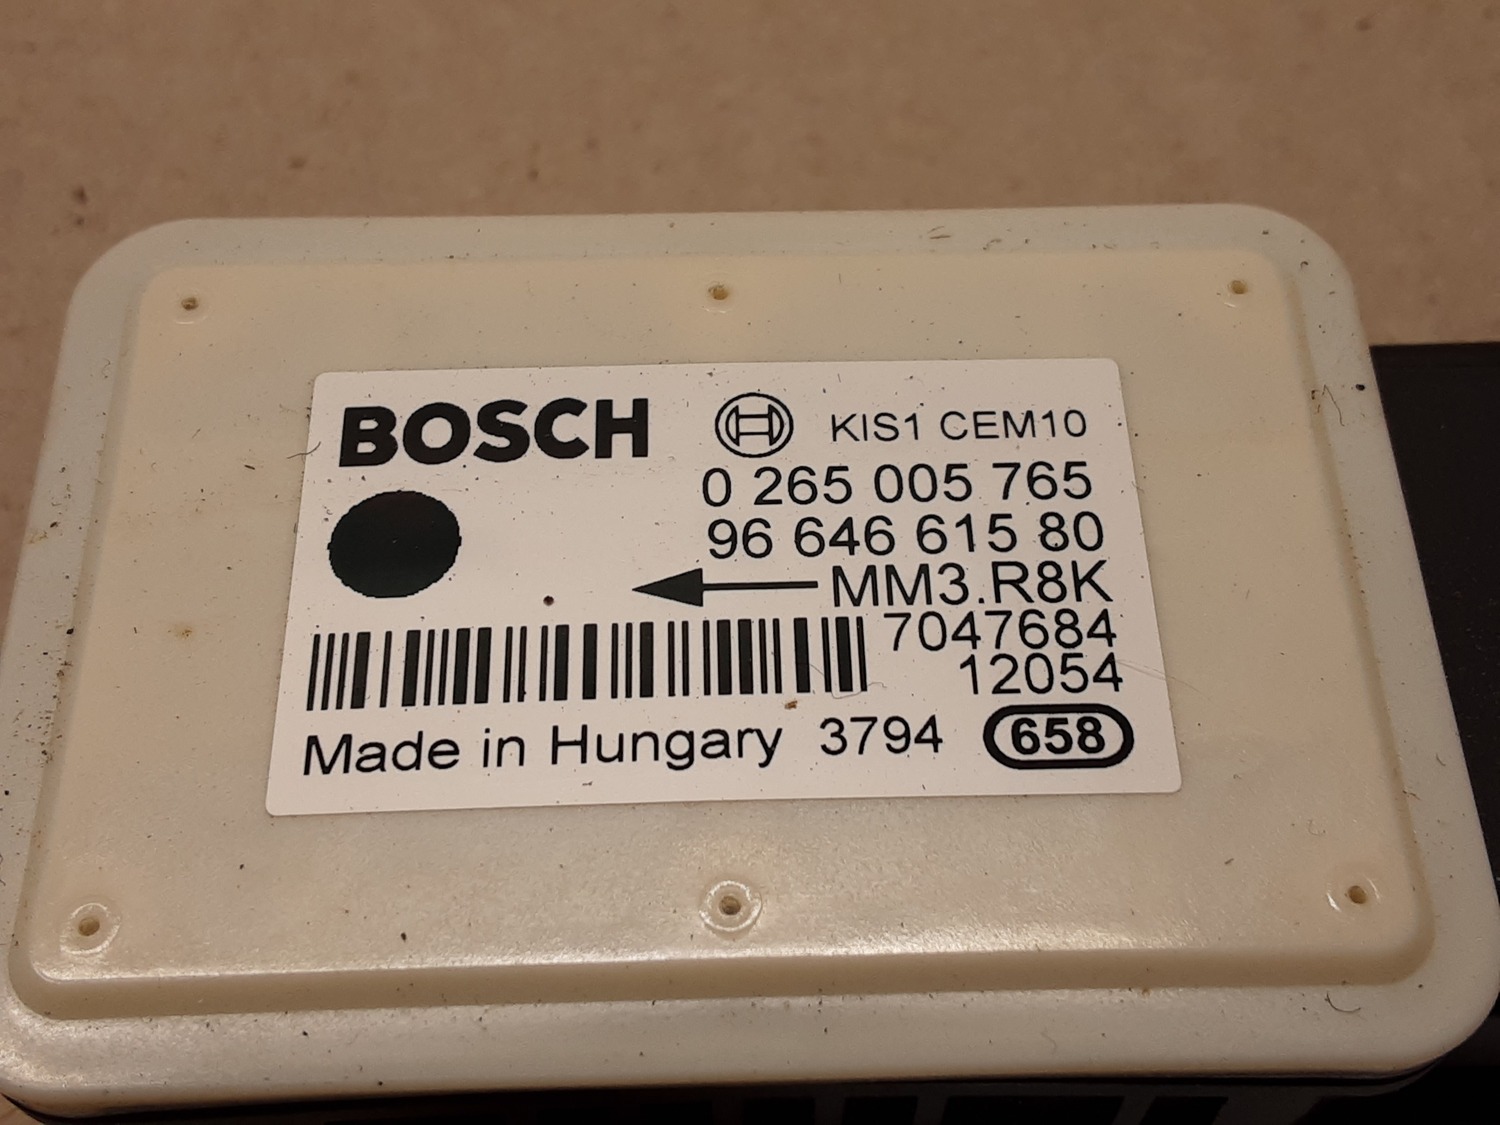 BOSCH KIS1 CEM10
0 265 005 765
96 646 615 80
MM3.R8K
7047684
12054
Made in Hungary 3794 658